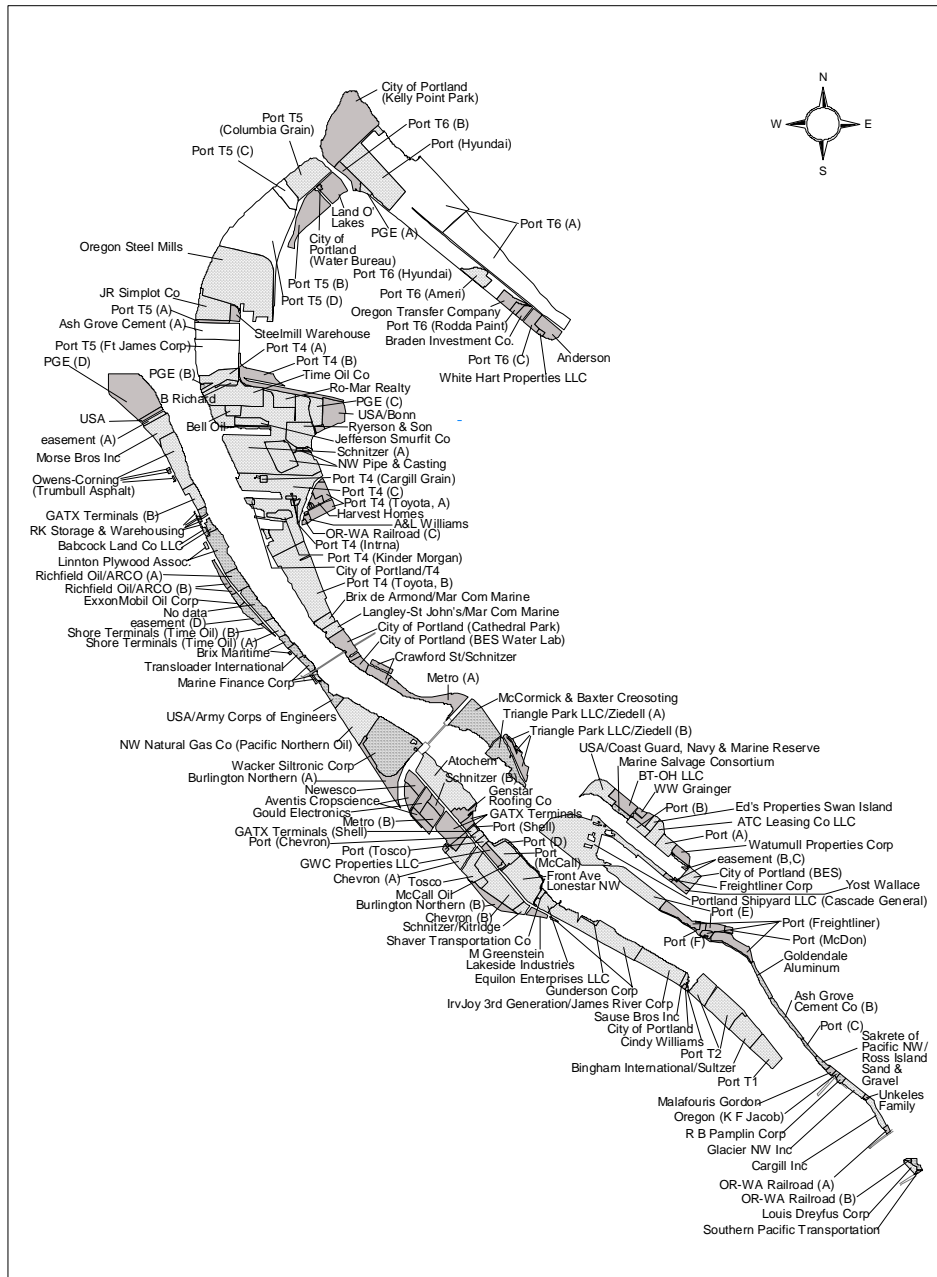 N
W
E
S
City of Portland
(Kelly Point Park)
Port T5
(Columbia Grain)
Port T6 (B)
Port (Hyundai)
Port T5 (C)
Land O'
Lakes
PGE (A)
Port T6 (A)
City of
Portland
(Water Bureau)
Oregon Steel Mills
Port T5 (B)
Port T5 (D)
Port T6 (Hyundai)
Port T6 (Ameri)
JR Simplot Co
Port T5 (A)
Ash Grove Cement (A)
Port T5 (Ft James Corp)
PGE (D)
Steelmill Warehouse
Oregon Transfer Company
Port T6 (Rodda Paint)
Braden Investment Co.
Port T6 (C)
White Hart Properties LLC
Anderson
Port T4 (A)
Port T4 (B)
PGE (B)
Time Oil Co
B Richard
Ro-Mar Realty
PGE (C)
USA
USA/Bonn
Bell Oil
Ryerson & Son
easement (A)
Jefferson Smurfit Co
Morse Bros Inc
Schnitzer (A)
NW Pipe & Casting
Owens-Corning
(Trumbull Asphalt)
Port T4 (Cargill Grain)
Port T4 (C)
Port T4 (Toyota, A)
Harvest Homes
GATX Terminals (B)
A&L Williams
RK Storage & Warehousing
OR-WA Railroad (C)
Babcock Land Co LLC
Port T4 (Intrna)
Linnton Plywood Assoc.
Port T4 (Kinder Morgan)
City of Portland/T4
Richfield Oil/ARCO (A)
Port T4 (Toyota, B)
Richfield Oil/ARCO (B)
ExxonMobil Oil Corp
Brix de Armond/Mar Com Marine
No data
Langley-St John's/Mar Com Marine
easement (D)
City of Portland (Cathedral Park)
Shore Terminals (Time Oil) (B)
City of Portland (BES Water Lab)
Shore Terminals (Time Oil) (A)
Brix Maritime
Crawford St/Schnitzer
Transloader International
Metro (A)
Marine Finance Corp
McCormick & Baxter Creosoting
USA/Army Corps of Engineers
Triangle Park LLC/Ziedell (A)
Triangle Park LLC/Ziedell (B)
NW Natural Gas Co (Pacific Northern Oil)
USA/Coast Guard, Navy & Marine Reserve
Marine Salvage Consortium
Wacker Siltronic Corp
Atochem
BT-OH LLC
Burlington Northern (A)
Schnitzer (B)
WW Grainger
Newesco
Genstar
Roofing Co
Port (B)
Aventis Cropscience
Ed's Properties Swan Island
Gould Electronics
GATX Terminals
ATC Leasing Co LLC
Metro (B)
Port (Shell)
Port (A)
GATX Terminals (Shell)
Port (D)
Watumull Properties Corp
Port (Chevron)
Port (Tosco)
Port
(McCall)
easement (B,C)
GWC Properties LLC
City of Portland (BES)
Chevron (A)
Front Ave
Lonestar NW
Freightliner Corp
Yost Wallace
Tosco
Portland Shipyard LLC (Cascade General)
McCall Oil
Port (E)
Burlington Northern (B)
Chevron (B)
Port (Freightliner)
Schnitzer/Kitridge
Port (F)
Port (McDon)
Shaver Transportation Co
M Greenstein
Goldendale
Aluminum
Lakeside Industries
Equilon Enterprises LLC
Gunderson Corp
IrvJoy 3rd Generation/James River Corp
Ash Grove
Cement Co (B)
Sause Bros Inc
City of Portland
Port (C)
Cindy Williams
Port T2
Sakrete of
Pacific NW/
Ross Island
Sand &
Gravel
Bingham International/Sultzer
Port T1
Malafouris Gordon
Unkeles
Family
Oregon (K F Jacob)
R B Pamplin Corp
Glacier NW Inc
Cargill Inc
OR-WA Railroad (A)
OR-WA Railroad (B)
Louis Dreyfus Corp
Southern Pacific Transportation